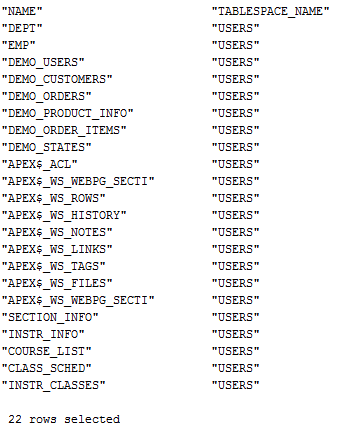 "NAME" "TABLESPACE_NAME"
"DEPT" "USERS"
"EMP" "USERS"
"DEMO_USERS" "USERS"
"DEMO_CUSTOMERS" "USERS"
"DEMO_ORDERS" "USERS"
"DEMO_PRODUCT_INFO" "USERS"
"DEMO_ORDER_ITEMS" "USERS"
"DEMO_STATES" "USERS"
"APEX$_ACL" "USERS"
"APEX$_WS_WEBPG_SECTI" "USERS"
"APEX$_WS_ROWS" "USERS"
"APEX$_WS_HISTORY" "USERS"
"APEX$_WS_NOTES" "USERS"
"APEX$_WS_LINKS" "USERS"
"APEX$_WS_TAGS" "USERS"
"APEX$_WS_FILES" "USERS"
"APEX$_WS_WEBPG_SECTI" "USERS"
"SECTION_INFO" "USERS"
"INSTR_INFO" "USERS"
"COURSE_LIST" "USERS"
"CLASS_SCHED" "USERS"
"INSTR_CLASSES" "USERS"
22 rows selected